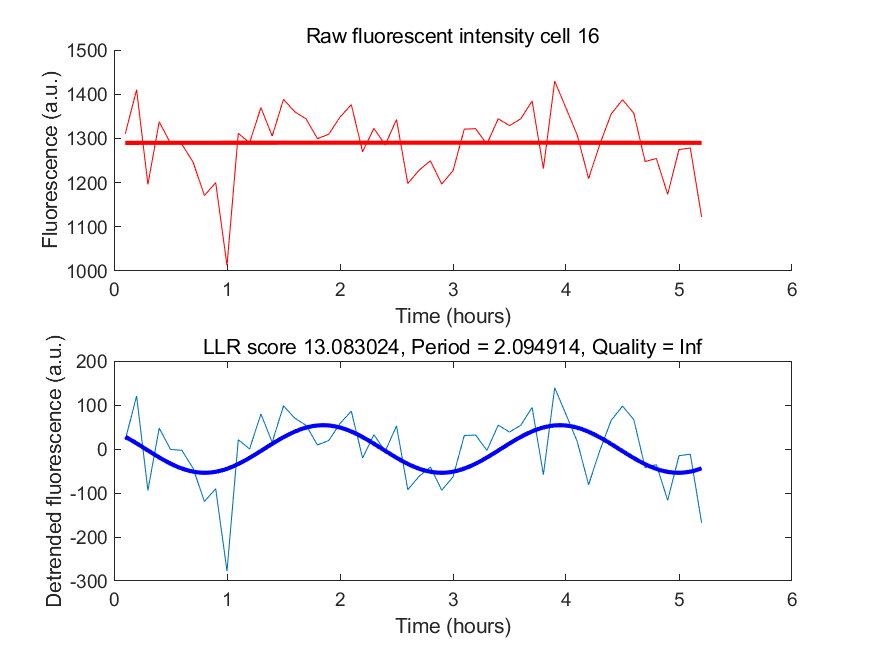 Raw fluorescent intensity cell 16
1500
1400
1300
1200
1100
1000
Fluorescence (a.u.)
0 1 2 3 4 5 6
Time (hours)
LLR score 13.083024, Period = 2.094914, Quality = Inf
200
100
0
-100
-200
-300
Detrended fluorescence (a.u.)
0 1 2 3 4 5 6
Time (hours)